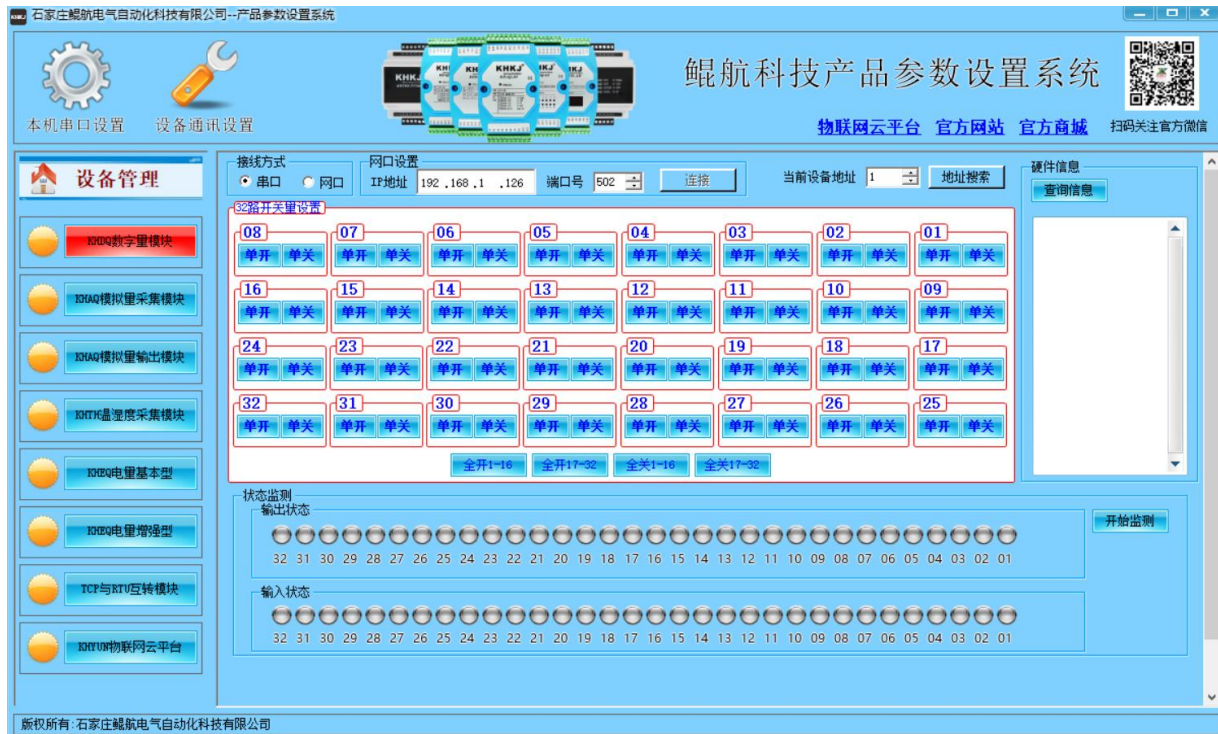 石家庄鲲航电气自动化科技有限公司--产品参数设置系统
本机串口设置 设备通讯设置
KHKJ KHKJ
鲲航科技产品参数设置系统
物联网云平台 官方网站 官方商城 扫码关注官方微信
设备管理
KHDQ数字量模块
KHAQ模拟量采集模块
KHAQ模拟量输出模块
KHTH温湿度采集模块
KHEQ电量基本型
KHEQ电量增强型
TCP与RTU互转模块
KHYUN物联网云平台
接线方式
串口 网口
网口设置
IP地址 192 .168 .1 .126 端口号 502 连接
当前设备地址 1 地址搜索
硬件信息
查询信息
32路开关量设置
08 07 06 05 04 03 02 01
单开 单关 单开 单关 单开 单关 单开 单关 单开 单关 单开 单关 单开 单关 单开 单关
16 15 14 13 12 11 10 09
单开 单关 单开 单关 单开 单关 单开 单关 单开 单关 单开 单关 单开 单关 单开 单关
24 23 22 21 20 19 18 17
单开 单关 单开 单关 单开 单关 单开 单关 单开 单关 单开 单关 单开 单关 单开 单关
32 31 30 29 28 27 26 25
单开 单关 单开 单关 单开 单关 单开 单关 单开 单关 单开 单关 单开 单关 单开 单关
全开1-16 全开17-32 全关1-16 全关17-32
状态监测
输出状态
32 31 30 29 28 27 26 25 24 23 22 21 20 19 18 17 16 15 14 13 12 11 10 09 08 07 06 05 04 03 02 01
开始监测
输入状态
32 31 30 29 28 27 26 25 24 23 22 21 20 19 18 17 16 15 14 13 12 11 10 09 08 07 06 05 04 03 02 01
版权所有:石家庄鲲航电气自动化科技有限公司